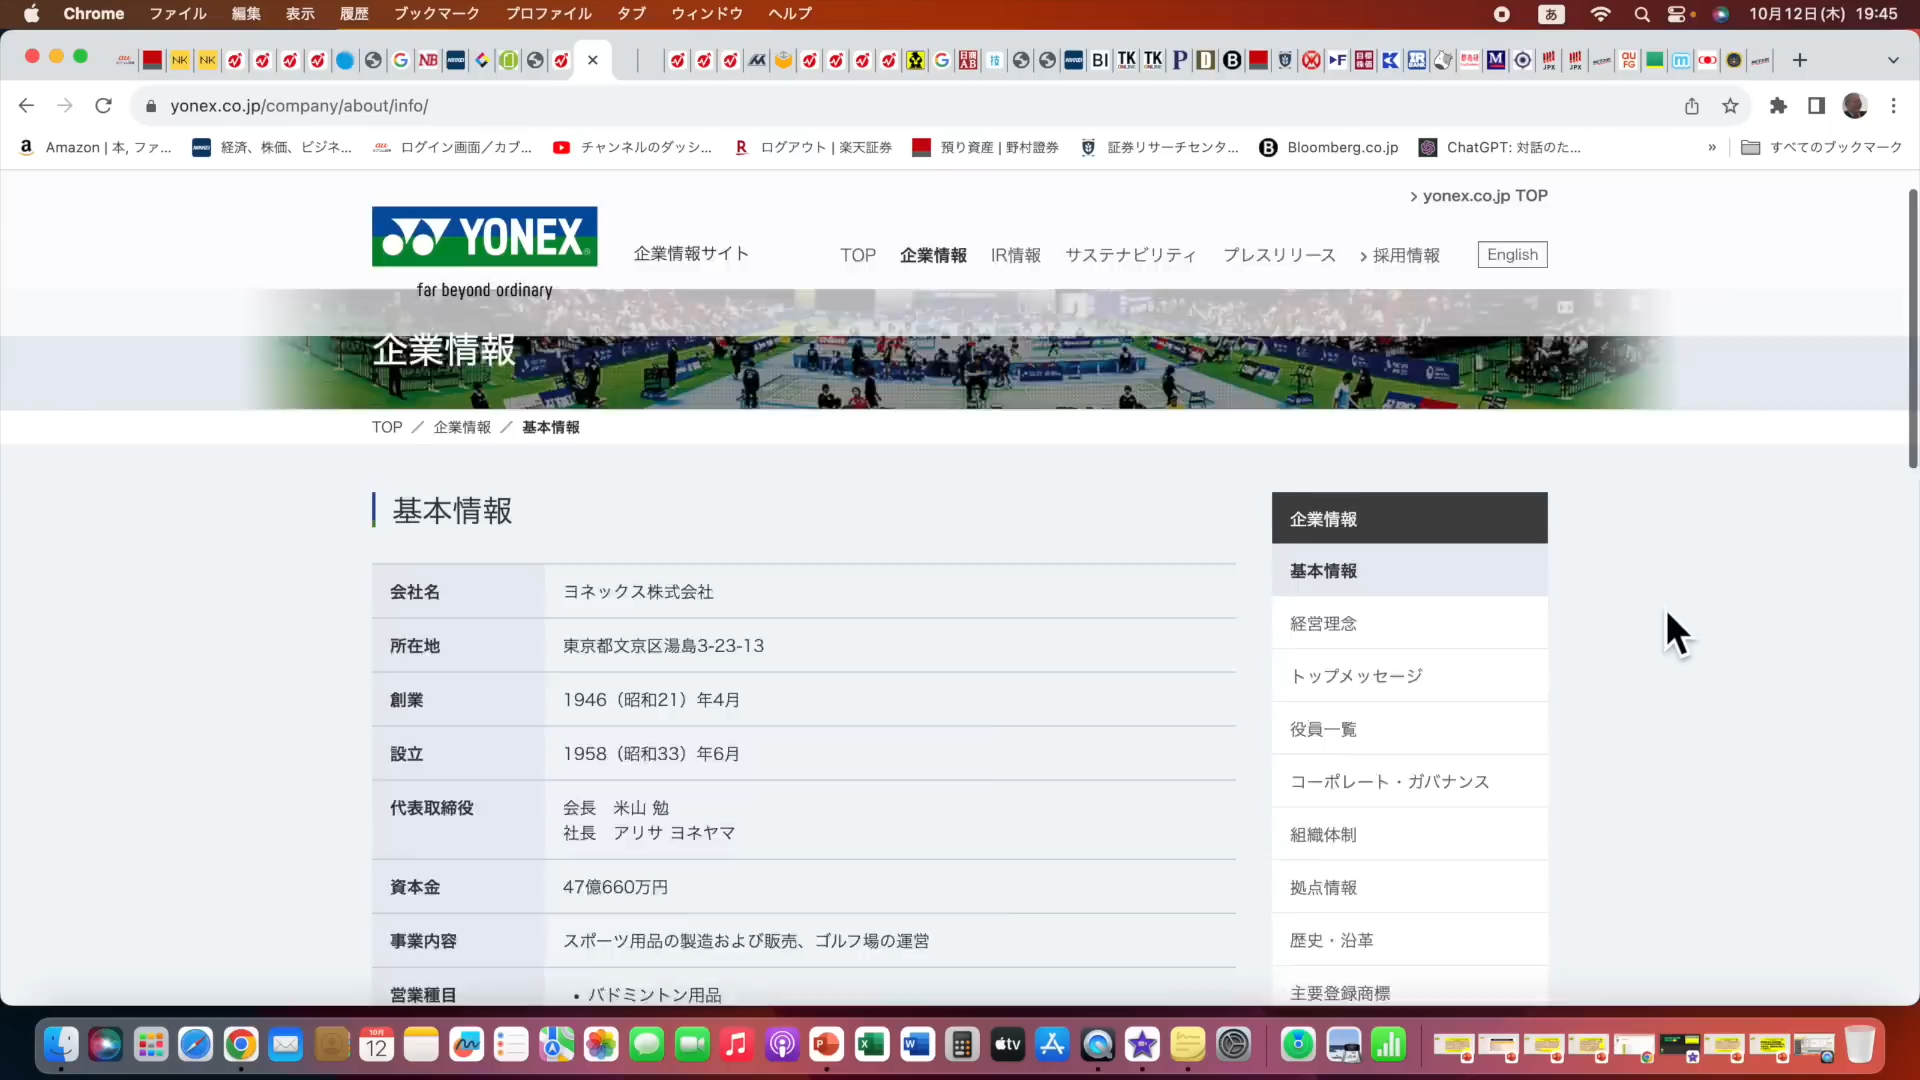 Chrome ファイル 編集 表示 履歴 ブックマーク プロファイル タブ ウィンドウ ヘルプ あ 10月12日(木) 19:45
yonex.co.jp/company/about/info/
Amazon | 本, ファ... 経済、株価、ビジネ... ログイン画面／カブ... チャンネルのダッシ... ログアウト | 楽天証券 預り資産 | 野村證券 証券リサーチセンタ... Bloomberg.co.jp ChatGPT: 対話のた... » すべてのブックマーク
yonex.co.jp TOP
YONEX
企業情報サイト TOP 企業情報 IR情報 サステナビリティ プレスリリース 採用情報 English
far beyond ordinary
企業情報
TOP ／ 企業情報 ／ 基本情報
基本情報
会社名 ヨネックス株式会社
所在地 東京都文京区湯島3-23-13
創業 1946（昭和21）年4月
設立 1958（昭和33）年6月
代表取締役 会長 米山 勉
社長 アリサ ヨネヤマ
資本金 47億660万円
事業内容 スポーツ用品の製造および販売、ゴルフ場の運営
営業種目 • バドミントン用品
企業情報
基本情報
経営理念
トップメッセージ
役員一覧
コーポレート・ガバナンス
組織体制
拠点情報
歴史・沿革
主要登録商標
10月
12
tv